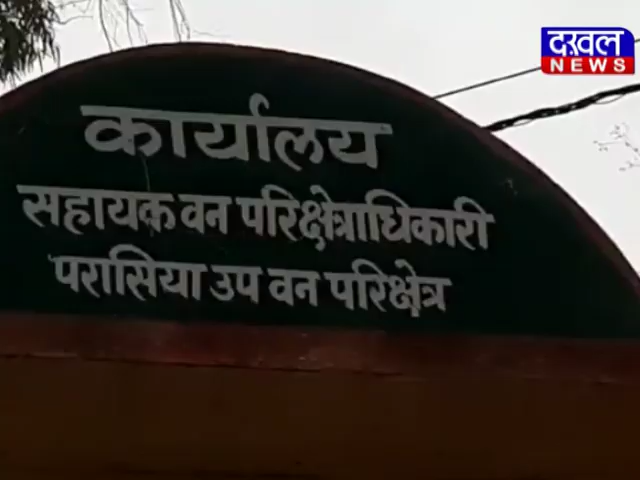 दखल
NEWS
कार्यालय
सहायक वन परिक्षेत्राधिकारी
परासिया उप वन परिक्षेत्र